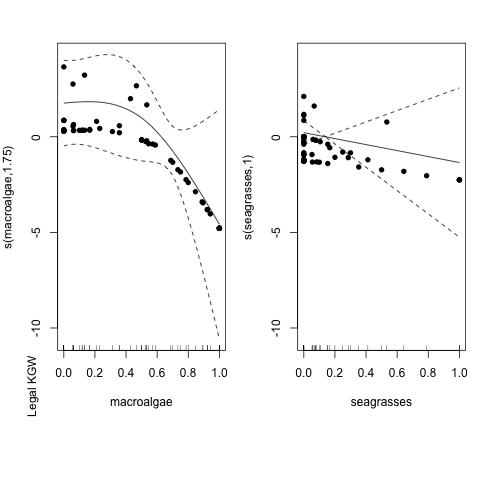 s(macroalgae,1.75)
0
-5
-10
0.0 0.2 0.4 0.6 0.8 1.0
macroalgae
Legal KGW
s(seagrasses,1)
0
-5
-10
0.0 0.2 0.4 0.6 0.8 1.0
seagrasses